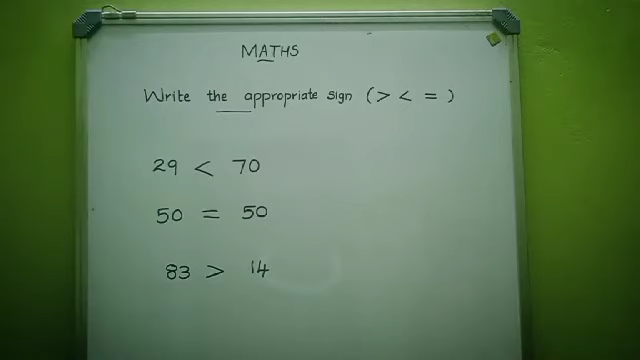 MATHS
Write the appropriate sign ( > < = )
29 < 70
50 = 50
83 > 14